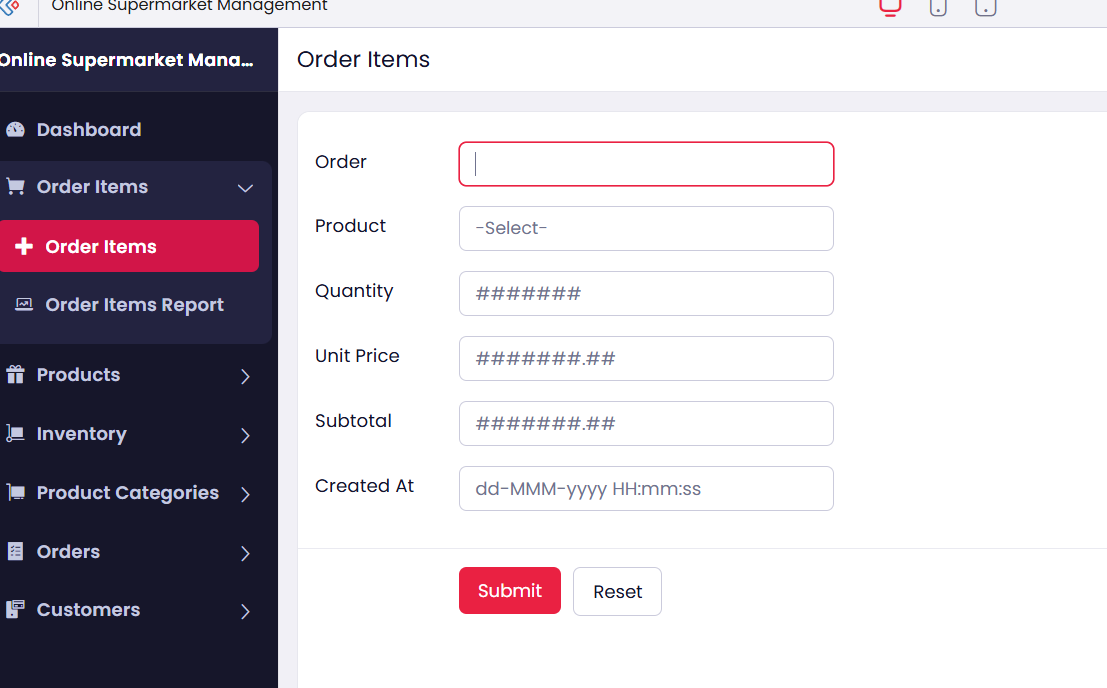 Online Supermarket Management
Online Supermarket Mana...
Order Items
Dashboard
Order Items
Order Items
Order Items Report
Products
Inventory
Product Categories
Orders
Customers
Order
Product
-Select-
Quantity
#######
Unit Price
#######.##
Subtotal
#######.##
Created At
dd-MMM-yyyy HH:mm:ss
Submit
Reset